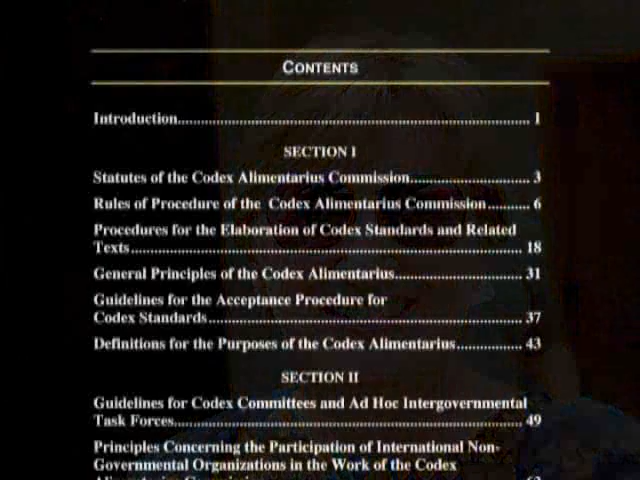 CONTENTS
Introduction.......................................................................................... 1
SECTION I
Statutes of the Codex Alimentarius Commission............................... 3
Rules of Procedure of the Codex Alimentarius Commission........... 6
Procedures for the Elaboration of Codex Standards and Related
Texts.................................................................................................... 18
General Principles of the Codex Alimentarius................................. 31
Guidelines for the Acceptance Procedure for
Codex Standards................................................................................. 37
Definitions for the Purposes of the Codex Alimentarius................. 43
SECTION II
Guidelines for Codex Committees and Ad Hoc Intergovernmental
Task Forces......................................................................................... 49
Principles Concerning the Participation of International Non-
Governmental Organizations in the Work of the Codex